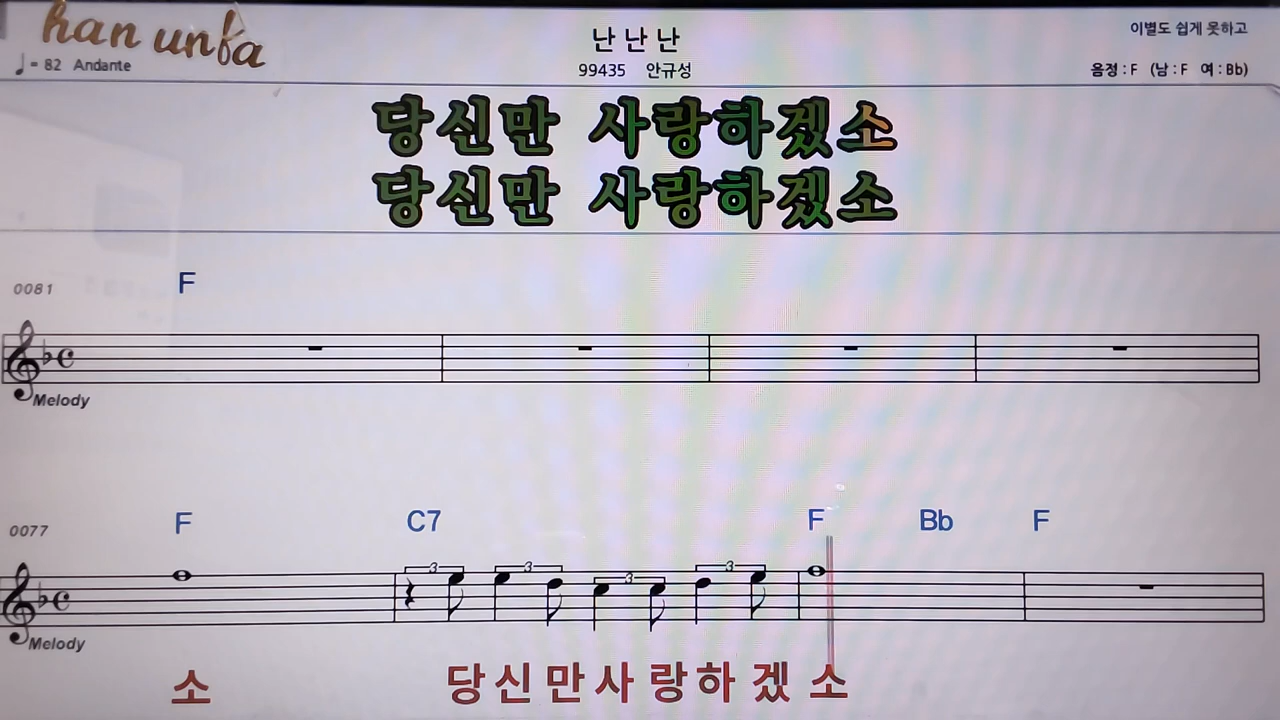 han unfa
난 난 난
이별도 쉽게 못하고
♩= 82 Andante
99435 안규성
음정 : F (남 : F 여 : Bb)
당신만 사랑하겠소
당신만 사랑하겠소
0081 F
Melody
0077 F C7 F Bb F
3 3 3 3
Melody
소 당신만사랑하겠소